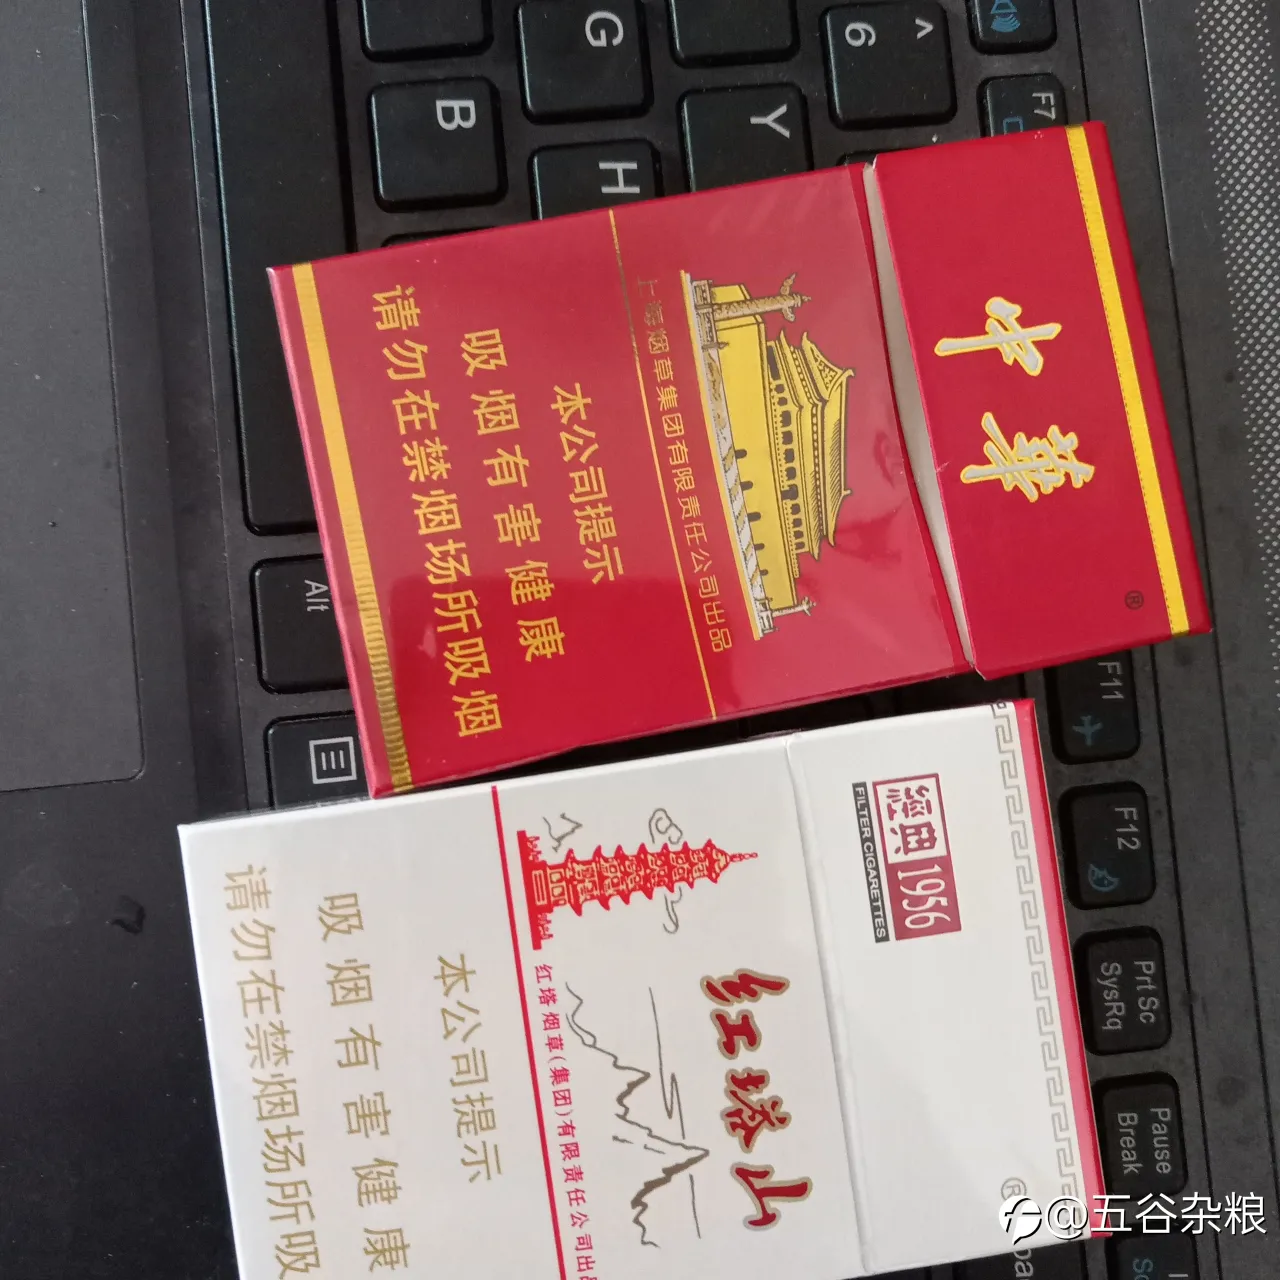 中華
®
上海烟草集团有限责任公司出品
本公司提示
吸烟有害健康
请勿在禁烟场所吸烟
經典
1956
FILTER CIGARETTES
®
红塔山
红塔烟草(集团)有限责任公司出品
本公司提示
吸烟有害健康
请勿在禁烟场所吸
G
^
6
B
Y
H
F7
Alt
F11
F12
Prt Sc
SysRq
Pause
Break
@五谷杂粮